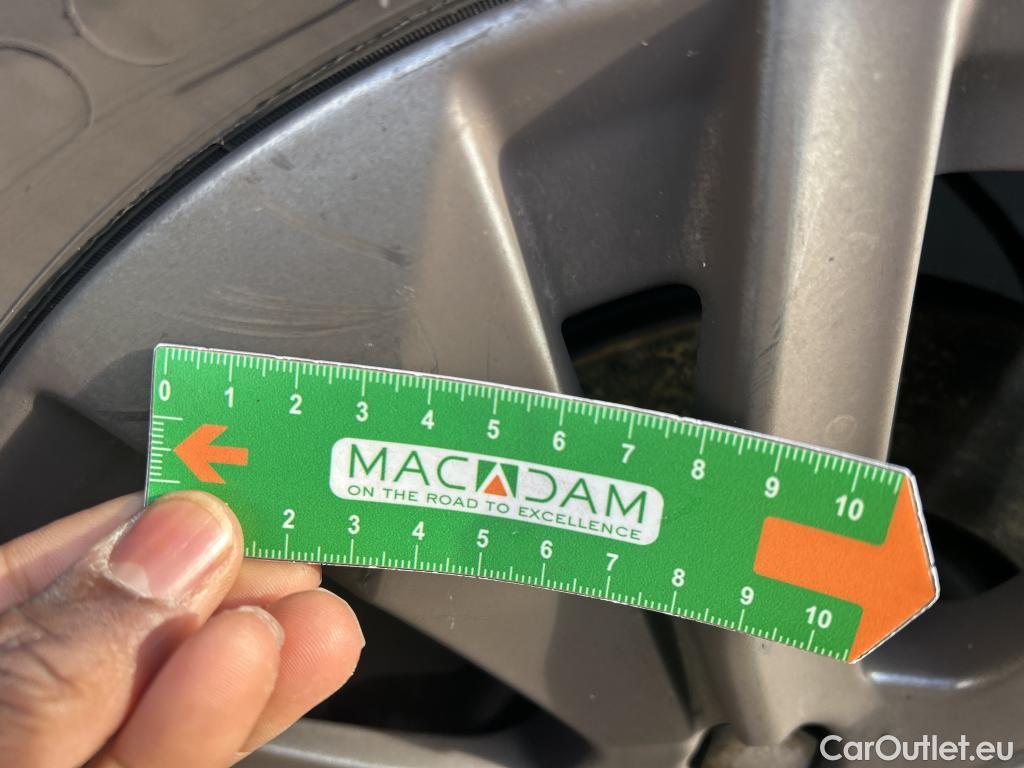 0 1 2 3 4 5 6 7 8 9 10
MACADAM
ON THE ROAD TO EXCELLENCE
2 3 4 5 6 7 8 9 10
CarOutlet.eu